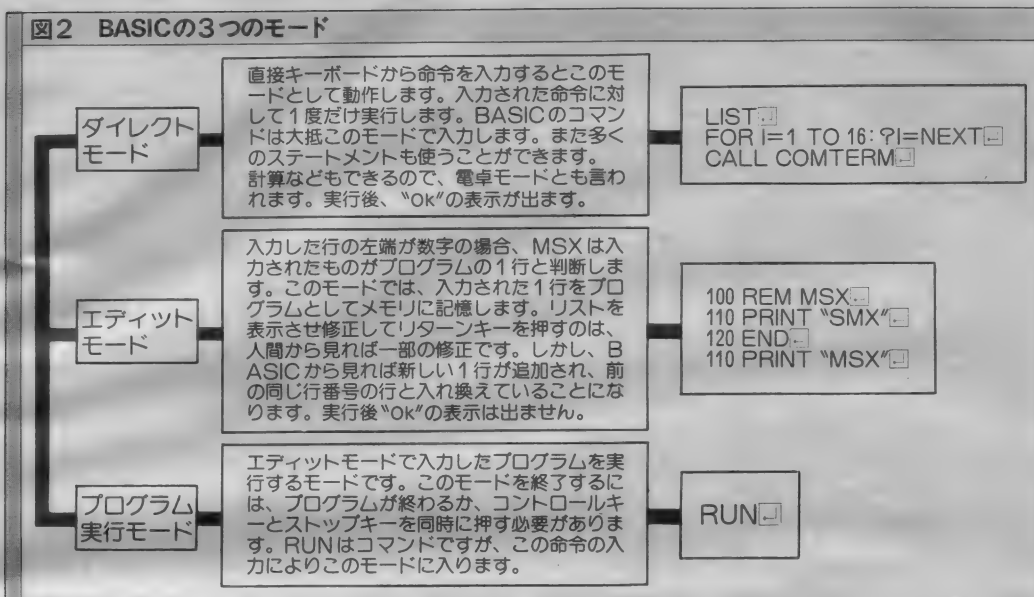 図2 BASICの3つのモード
ダイレクト
モード
直接キーボードから命令を入力するとこのモ
ードとして動作します。入力された命令に対
して1度だけ実行します。BASICのコマン
ドは大抵このモードで入力します。また多く
のステートメントも使うことができます。
計算などもできるので、電卓モードとも言わ
れます。実行後、"Ok"の表示が出ます。
LIST⏎
FOR I=1 TO 16: ?I=NEXT⏎
CALL COMTERM⏎
エディット
モード
入力した行の左端が数字の場合、MSXは入
力されたものがプログラムの1行と判断しま
す。このモードでは、入力された1行をプロ
グラムとしてメモリに記憶します。リストを
表示させ修正してリターンキーを押すのは、
人間から見れば一部の修正です。しかし、B
ASICから見れば新しい1行が追加され、前
の同じ行番号の行と入れ換えていることにな
ります。実行後"Ok"の表示は出ません。
100 REM MSX⏎
110 PRINT "SMX"⏎
120 END⏎
110 PRINT "MSX"⏎
プログラム
実行モード
エディットモードで入力したプログラムを実
行するモードです。このモードを終了するに
は、プログラムが終わるか、コントロールキ
ーとストップキーを同時に押す必要がありま
す。RUNはコマンドですが、この命令の入
力によりこのモードに入ります。
RUN⏎